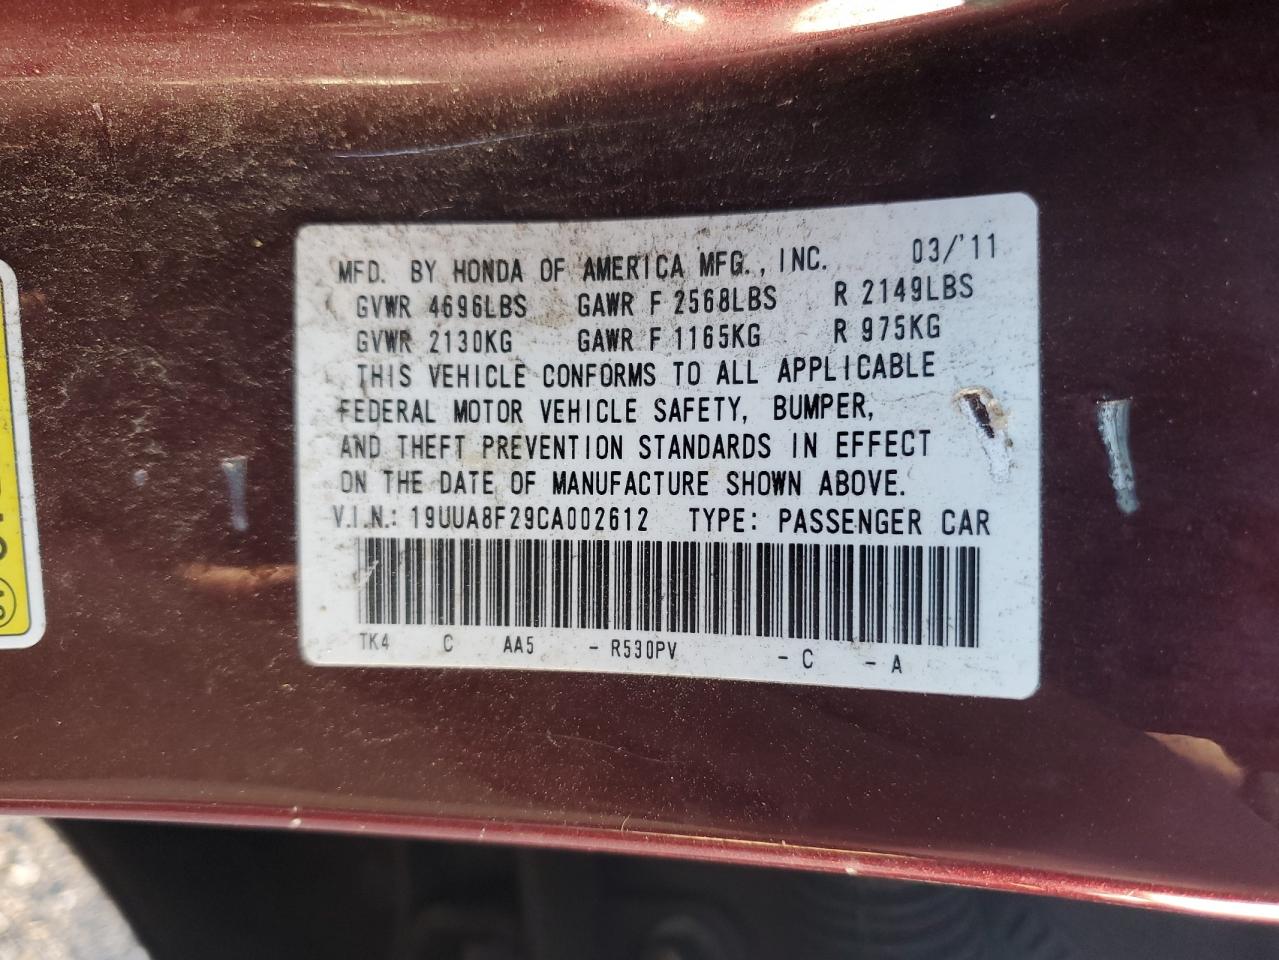 MFD. BY HONDA OF AMERICA MFG., INC. 03/'11
GVWR 4696LBS GAWR F 2568LBS R 2149LBS
GVWR 2130KG GAWR F 1165KG R 975KG
THIS VEHICLE CONFORMS TO ALL APPLICABLE
FEDERAL MOTOR VEHICLE SAFETY, BUMPER,
AND THEFT PREVENTION STANDARDS IN EFFECT
ON THE DATE OF MANUFACTURE SHOWN ABOVE.
V.I.N.: 19UUA8F29CA002612 TYPE: PASSENGER CAR
TK4 C AA5 - R530PV - C - A